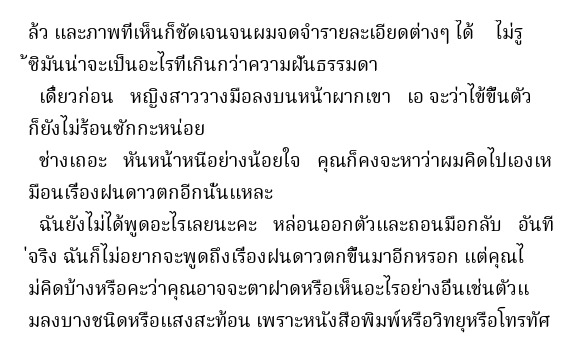 ล้ว และภาพที่เห็นก็ชัดเจนจนผมจดจำรายละเอียดต่างๆ ได้ ไม่รู
้ซิมันน่าจะเป็นอะไรที่เกินกว่าความฝันธรรมดา
เดี๋ยวก่อน หญิงสาววางมือลงบนหน้าผากเขา เอ จะว่าไข้ขึ้นตัว
ก็ยังไม่ร้อนซักกะหน่อย
ช่างเถอะ หันหน้าหนีอย่างน้อยใจ คุณก็คงจะหาว่าผมคิดไปเองเห
มือนเรื่องฝนดาวตกอีกนั่นแหละ
ฉันยังไม่ได้พูดอะไรเลยนะคะ หล่อนออกตัวและถอนมือกลับ อันที
่จริง ฉันก็ไม่อยากจะพูดถึงเรื่องฝนดาวตกขึ้นมาอีกหรอก แต่คุณไ
ม่คิดบ้างหรือคะว่าคุณอาจจะตาฝาดหรือเห็นอะไรอย่างอื่นเช่นตัวแ
มลงบางชนิดหรือแสงสะท้อน เพราะหนังสือพิมพ์หรือวิทยุหรือโทรทัศ